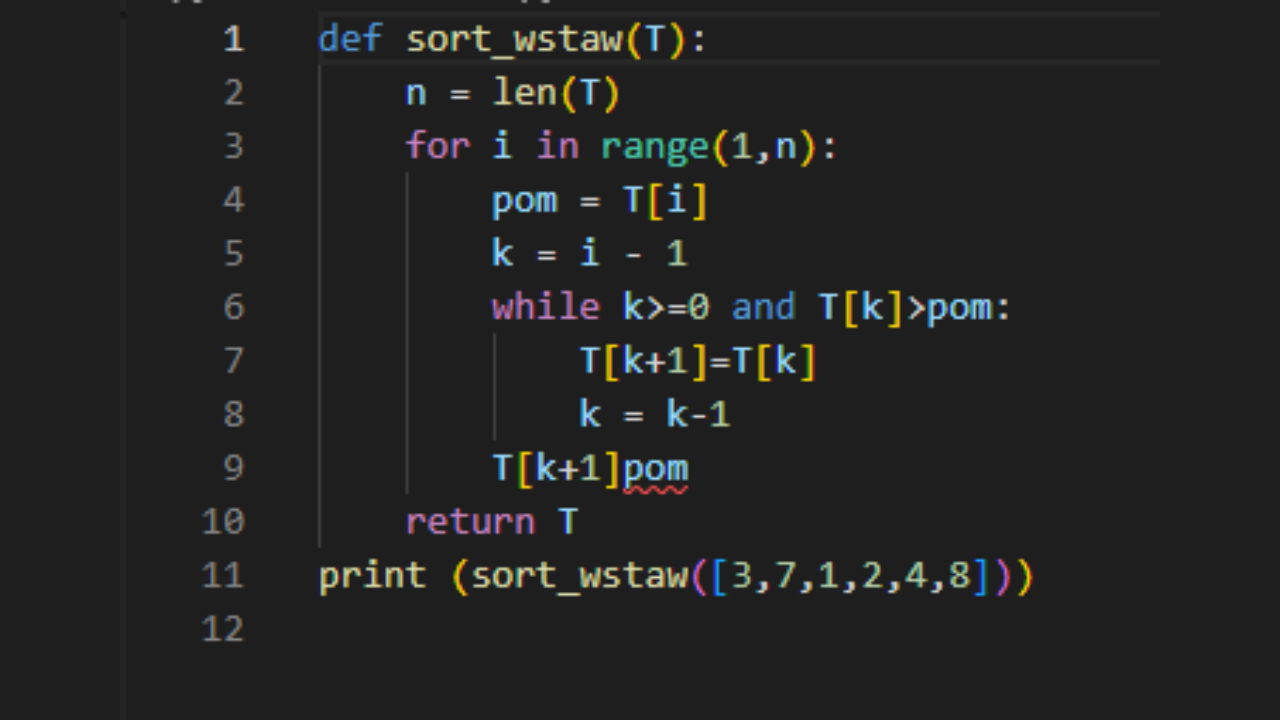 1 def sort_wstaw(T):
2     n = len(T)
3     for i in range(1,n):
4         pom = T[i]
5         k = i - 1
6         while k>=0 and T[k]>pom:
7             T[k+1]=T[k]
8             k = k-1
9         T[k+1]pom
10     return T
11 print (sort_wstaw([3,7,1,2,4,8]))
12